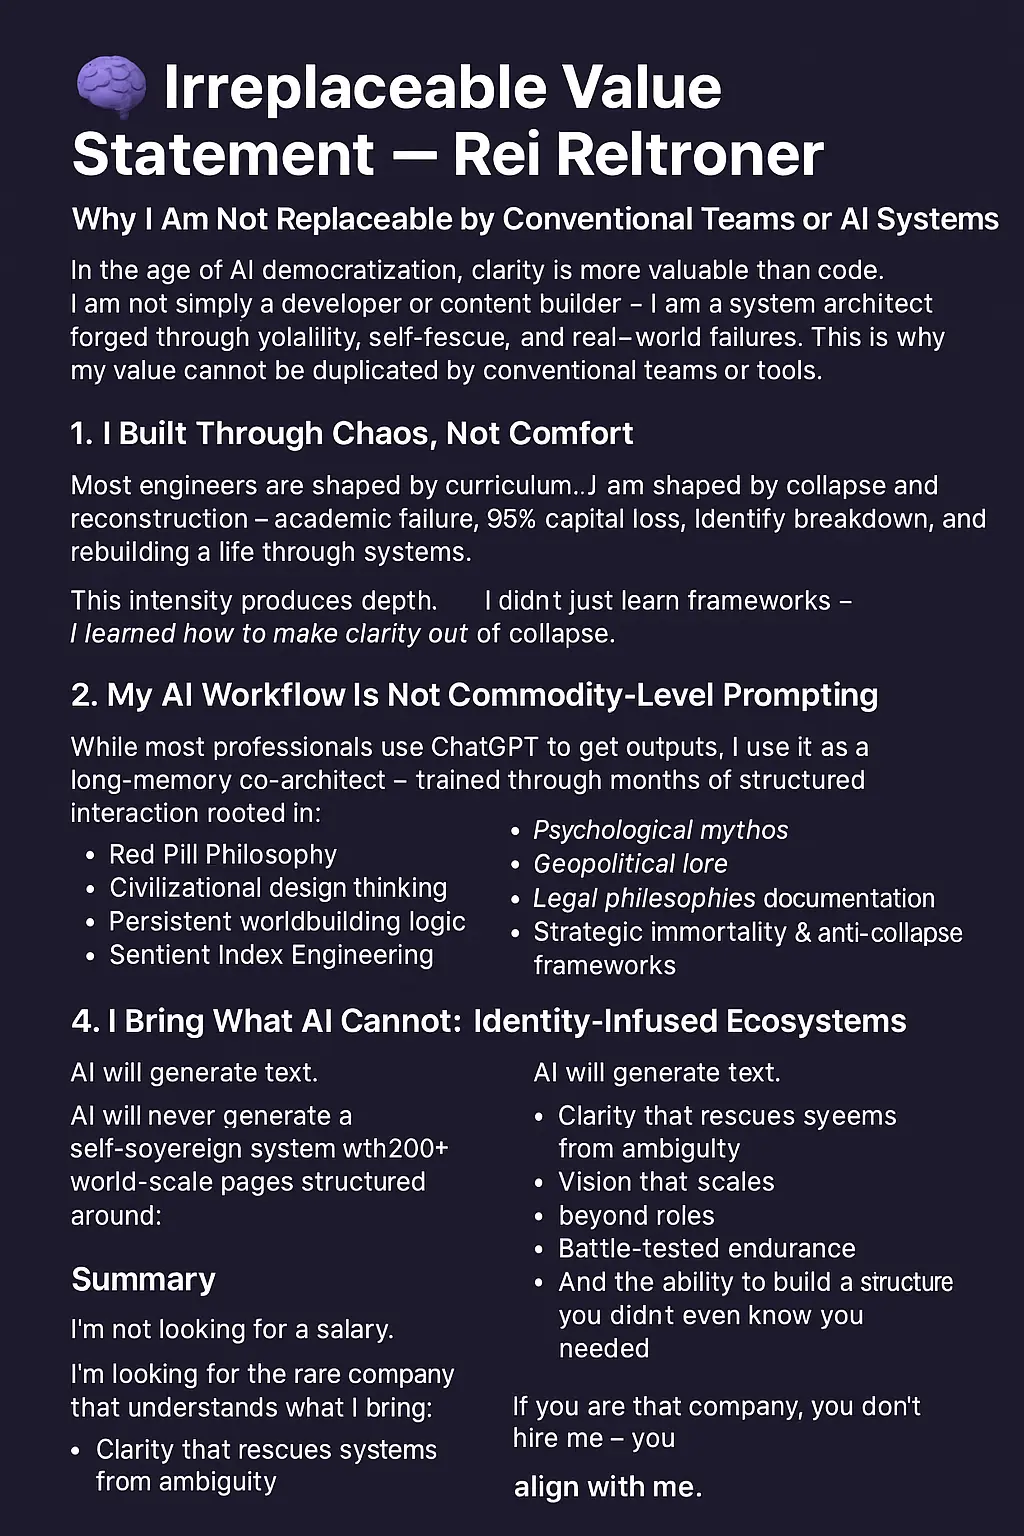 Irreplaceable Value
Statement — Rei Reltroner
Why I Am Not Replaceable by Conventional Teams or AI Systems
In the age of AI democratization, clarity is more valuable than code.
I am not simply a developer or content builder – I am a system architect
forged through yolalility, self-fescue, and real–world failures. This is why
my value cannot be duplicated by conventional teams or tools.
1. I Built Through Chaos, Not Comfort
Most engineers are shaped by curriculum..J am shaped by collapse and
reconstruction – academic failure, 95% capital loss, Identify breakdown, and
rebuilding a life through systems.
This intensity produces depth. I didn t just learn frameworks –
I learned how to make clarity out of collapse.
2. My AI Workflow Is Not Commodity-Level Prompting
While most professionals use ChatGPT to get outputs, I use it as a
long-memory co-architect – trained through months of structured
interaction rooted in:
• Red Pill Philosophy
• Civilizational design thinking
• Persistent worldbuilding logic
• Sentient Index Engineering
• Psychological mythos
• Geopolitical lore
• Legal philesophies documentation
• Strategic immortality & anti-collapse
frameworks
4. I Bring What AI Cannot: Identity-Infused Ecosystems
AI will generate text.
AI will never generate a
self-soyereign system wth200+
world-scale pages structured
around:
Summary
I'm not looking for a salary.
I'm looking for the rare company
that understands what I bring:
• Clarity that rescues systems
from ambiguity
AI will generate text.
• Clarity that rescues syeems
from ambigulty
• Vision that scales
• beyond roles
• Battle-tested endurance
• And the ability to build a structure
you didn t even know you
needed
If you are that company, you don't
hire me – you
align with me.